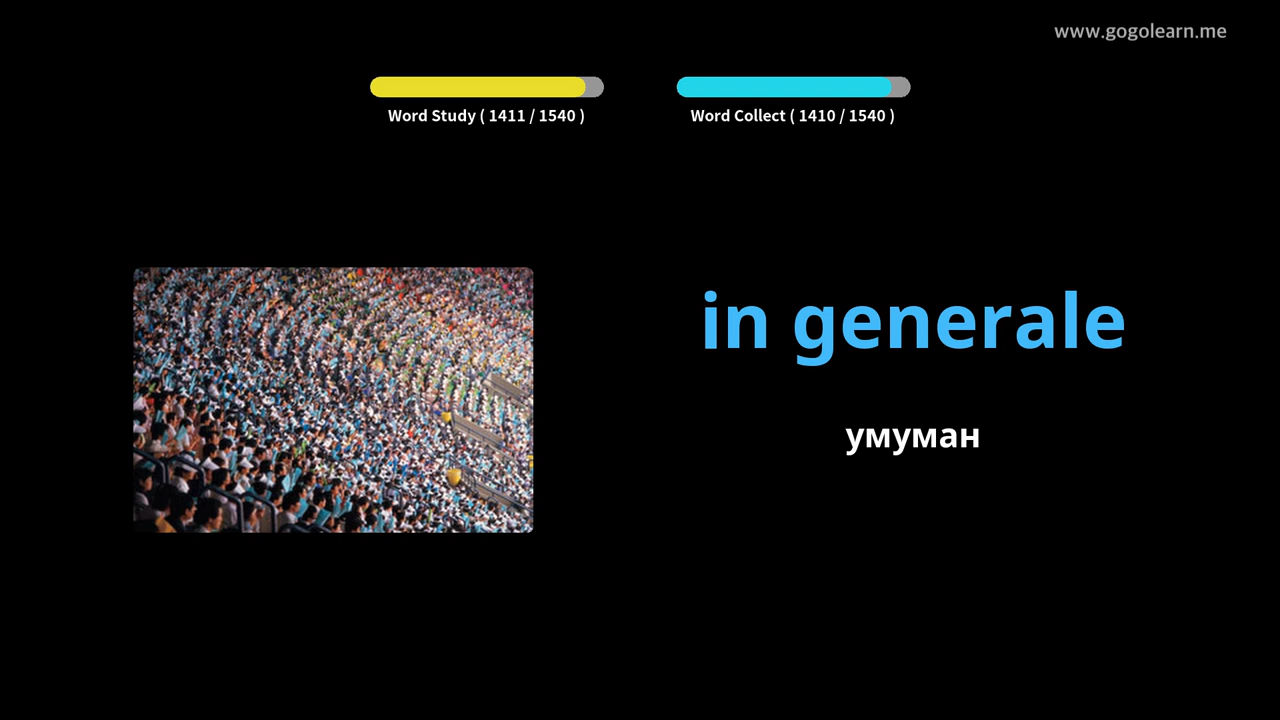 www.gogolearn.me
Word Study ( 1411 / 1540 )
Word Collect ( 1410 / 1540 )
in generale
умуман